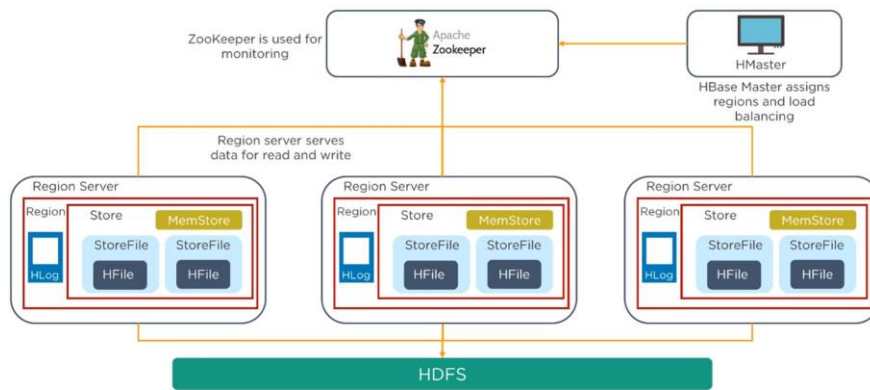 ZooKeeper is used for
monitoring
Apache
Zookeeper
HMaster
HBase Master assigns
regions and load
balancing
Region server serves
data for read and write
Region Server
Region
Store
MemStore
StoreFile
StoreFile
HLog
HFile
HFile
Region Server
Region
Store
MemStore
StoreFile
StoreFile
HLog
HFile
HFile
Region Server
Region
Store
MemStore
StoreFile
StoreFile
HLog
HFile
HFile
HDFS